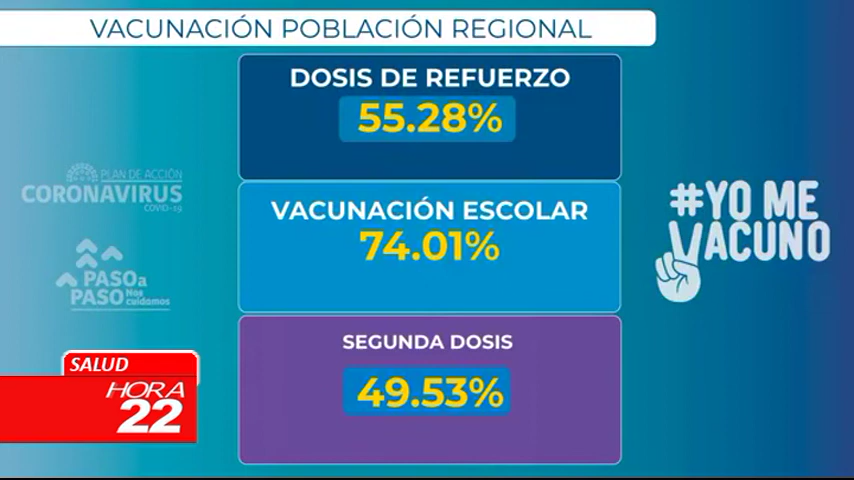 VACUNACIÓN POBLACIÓN REGIONAL
DOSIS DE REFUERZO
55.28%
VACUNACIÓN ESCOLAR
74.01%
SEGUNDA DOSIS
49.53%
PLAN DE ACCIÓN
CORONAVIRUS
COVID-19
PASO a
PASO Nos
cuidamos
#YO ME
VACUNO
SALUD
HORA
22